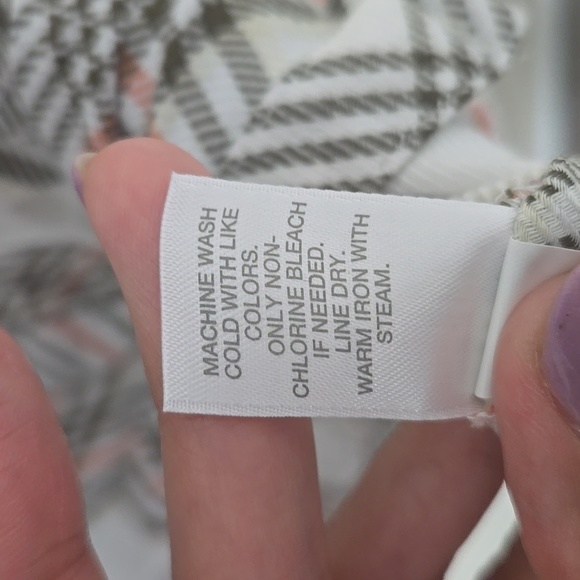 MACHINE WASH
COLD WITH LIKE
COLORS.
ONLY NON-
CHLORINE BLEACH
IF NEEDED.
LINE DRY.
WARM IRON WITH
STEAM.